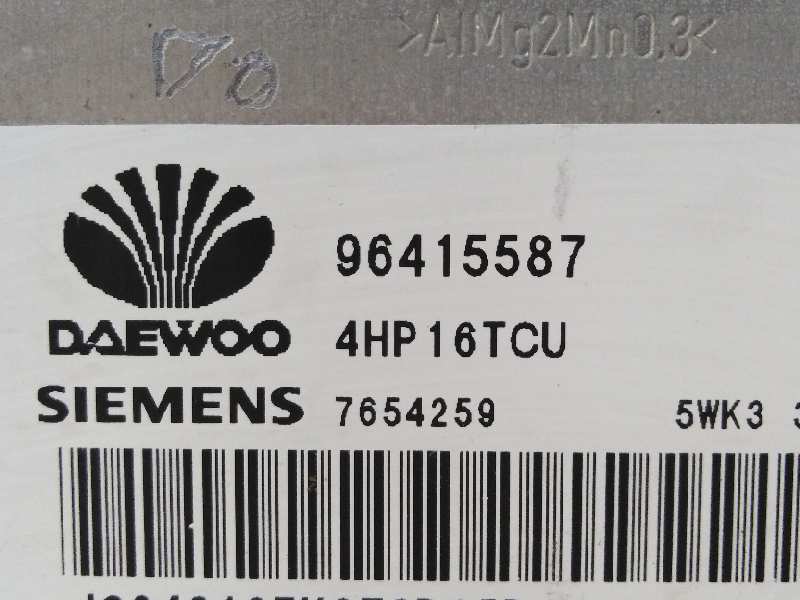 >AlMg2Mn0.3<
96415587
DAEWOO
4HP16TCU
SIEMENS
7654259
5WK3